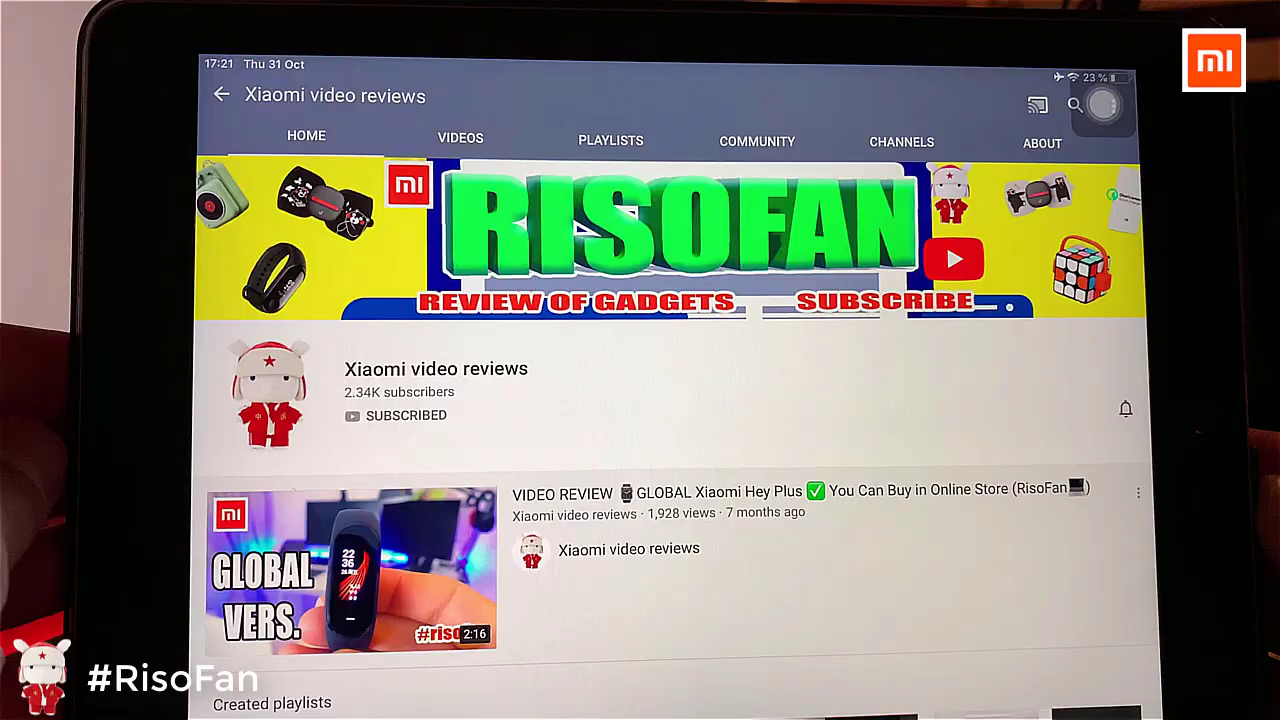 17:21 Thu 31 Oct
23 %
Xiaomi video reviews
HOME
VIDEOS
PLAYLISTS
COMMUNITY
CHANNELS
ABOUT
mi
RISOFAN
REVIEW OF GADGETS
SUBSCRIBE
Xiaomi video reviews
2.34K subscribers
SUBSCRIBED
mi
GLOBAL
VERS.
22
36
#riso
2:16
VIDEO REVIEW ⌚GLOBAL Xiaomi Hey Plus ✅ You Can Buy in Online Store (RisoFan💻)
Xiaomi video reviews · 1,928 views · 7 months ago
Xiaomi video reviews
Created playlists
mi
#RisoFan